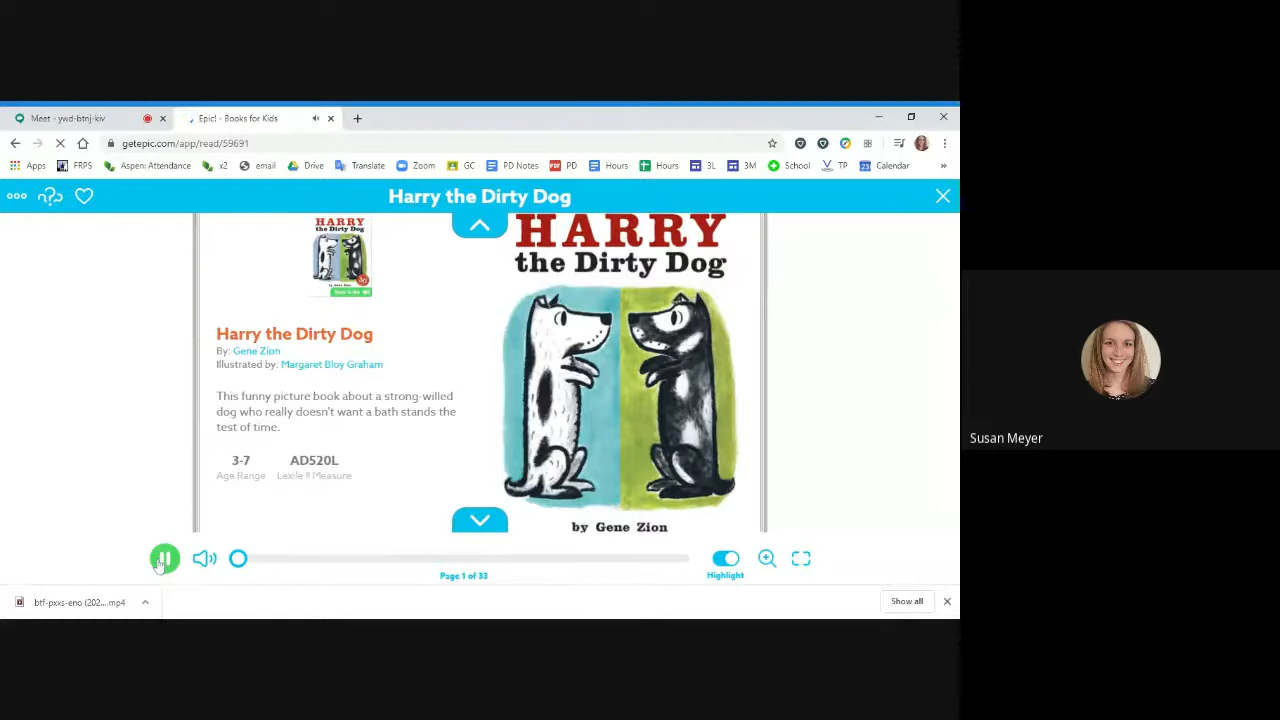 Meet - ywd-btnj-kiv
Epic! - Books for Kids
getepic.com/app/read/59691
Apps FRPS Aspen: Attendance x2 email Drive Translate Zoom GC PD Notes PDF PD Hours Hours 3L 3M School TP Calendar »
Harry the Dirty Dog
HARRY
the Dirty Dog
HARRY
the Dirty Dog
Harry the Dirty Dog
By: Gene Zion
Illustrated by: Margaret Bloy Graham
This funny picture book about a strong-willed
dog who really doesn't want a bath stands the
test of time.
3-7 AD520L
Age Range
by Gene Zion
Highlight
Page 1 of 33
btf-pxxs-eno (202....mp4
Show all
Susan Meyer